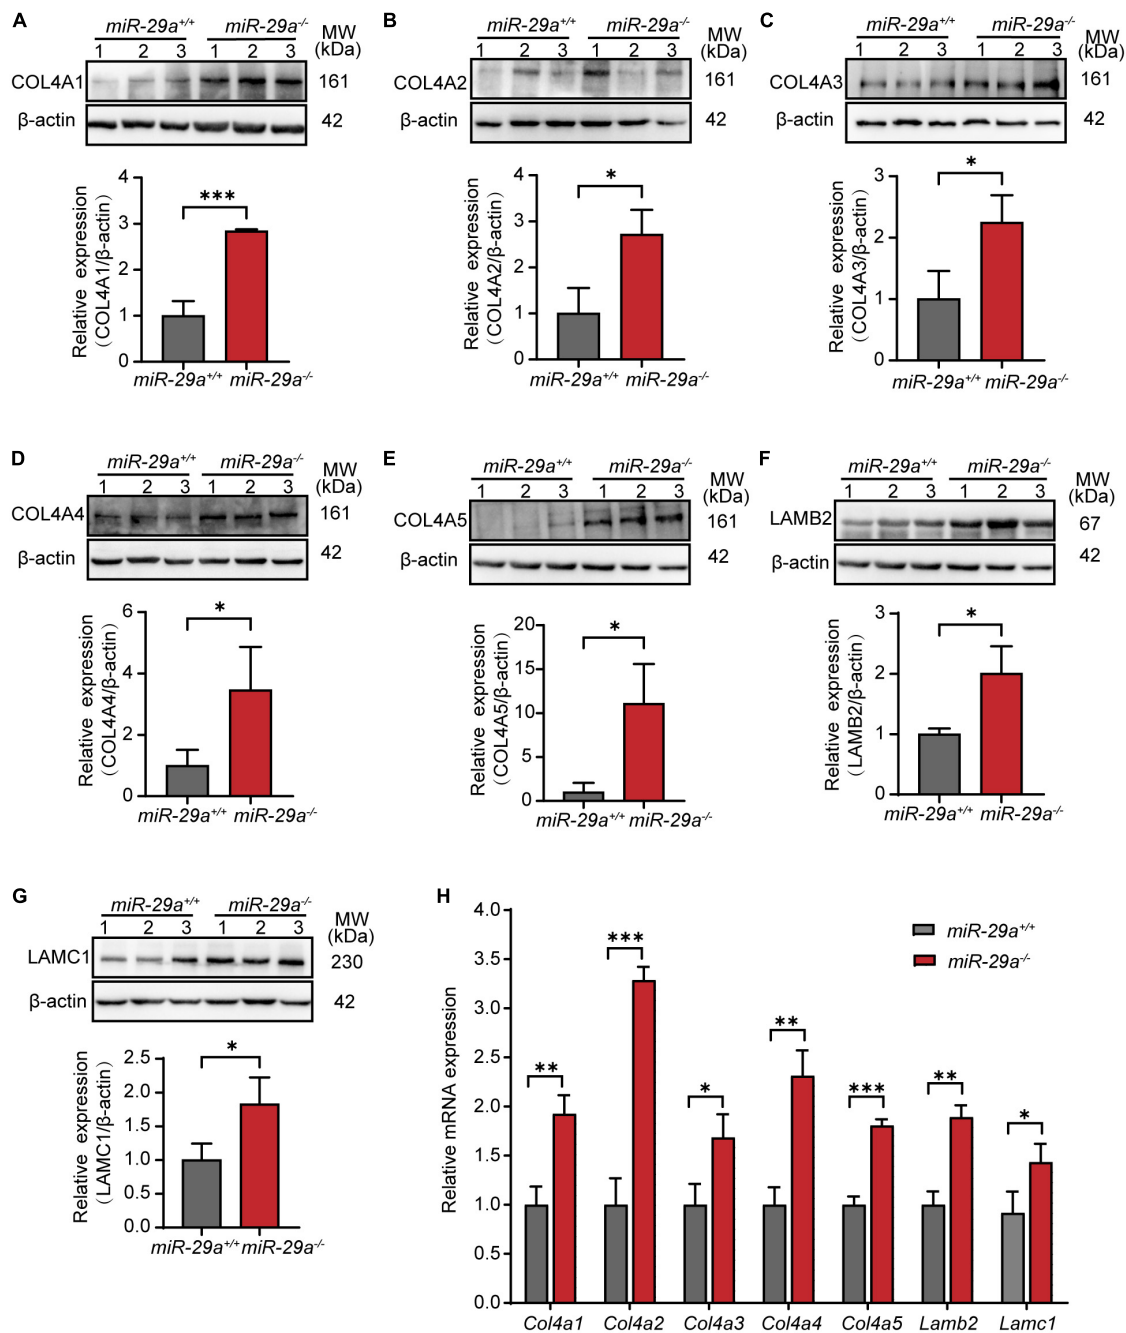 A
miR-29a+/+ miR-29a-/-
MW
(kDa)
1 2 3 1 2 3
COL4A1 161
β-actin 42
***
Relative expression
(COL4A1/β-actin)
4
3
2
1
0
miR-29a+/+ miR-29a-/-
B
miR-29a+/+ miR-29a-/-
MW
(kDa)
1 2 3 1 2 3
COL4A2 161
β-actin 42
*
Relative expression
(COL4A2/β-actin)
4
3
2
1
0
miR-29a+/+ miR-29a-/-
C
miR-29a+/+ miR-29a-/-
MW
(kDa)
1 2 3 1 2 3
COL4A3 161
β-actin 42
*
Relative expression
(COL4A3/β-actin)
3
2
1
0
miR-29a+/+ miR-29a-/-
D
miR-29a+/+ miR-29a-/-
MW
(kDa)
1 2 3 1 2 3
COL4A4 161
β-actin 42
*
Relative expression
(COL4A4/β-actin)
6
4
2
0
miR-29a+/+ miR-29a-/-
E
miR-29a+/+ miR-29a-/-
MW
(kDa)
1 2 3 1 2 3
COL4A5 161
β-actin 42
*
Relative expression
(COL4A5/β-actin)
20
15
10
5
0
miR-29a+/+ miR-29a-/-
F
miR-29a+/+ miR-29a-/-
MW
(kDa)
1 2 3 1 2 3
LAMB2 67
β-actin 42
*
Relative expression
(LAMB2/β-actin)
3
2
1
0
miR-29a+/+ miR-29a-/-
G
miR-29a+/+ miR-29a-/-
MW
(kDa)
1 2 3 1 2 3
LAMC1 230
β-actin 42
*
Relative expression
(LAMC1/β-actin)
2.5
2.0
1.5
1.0
0.5
0.0
miR-29a+/+ miR-29a-/-
H
miR-29a+/+
miR-29a-/-
Relative mRNA expression
4.0
3.5
3.0
2.5
2.0
1.5
1.0
0.5
0.0
** *** * ** *** ** *
Col4a1 Col4a2 Col4a3 Col4a4 Col4a5 Lamb2 Lamc1